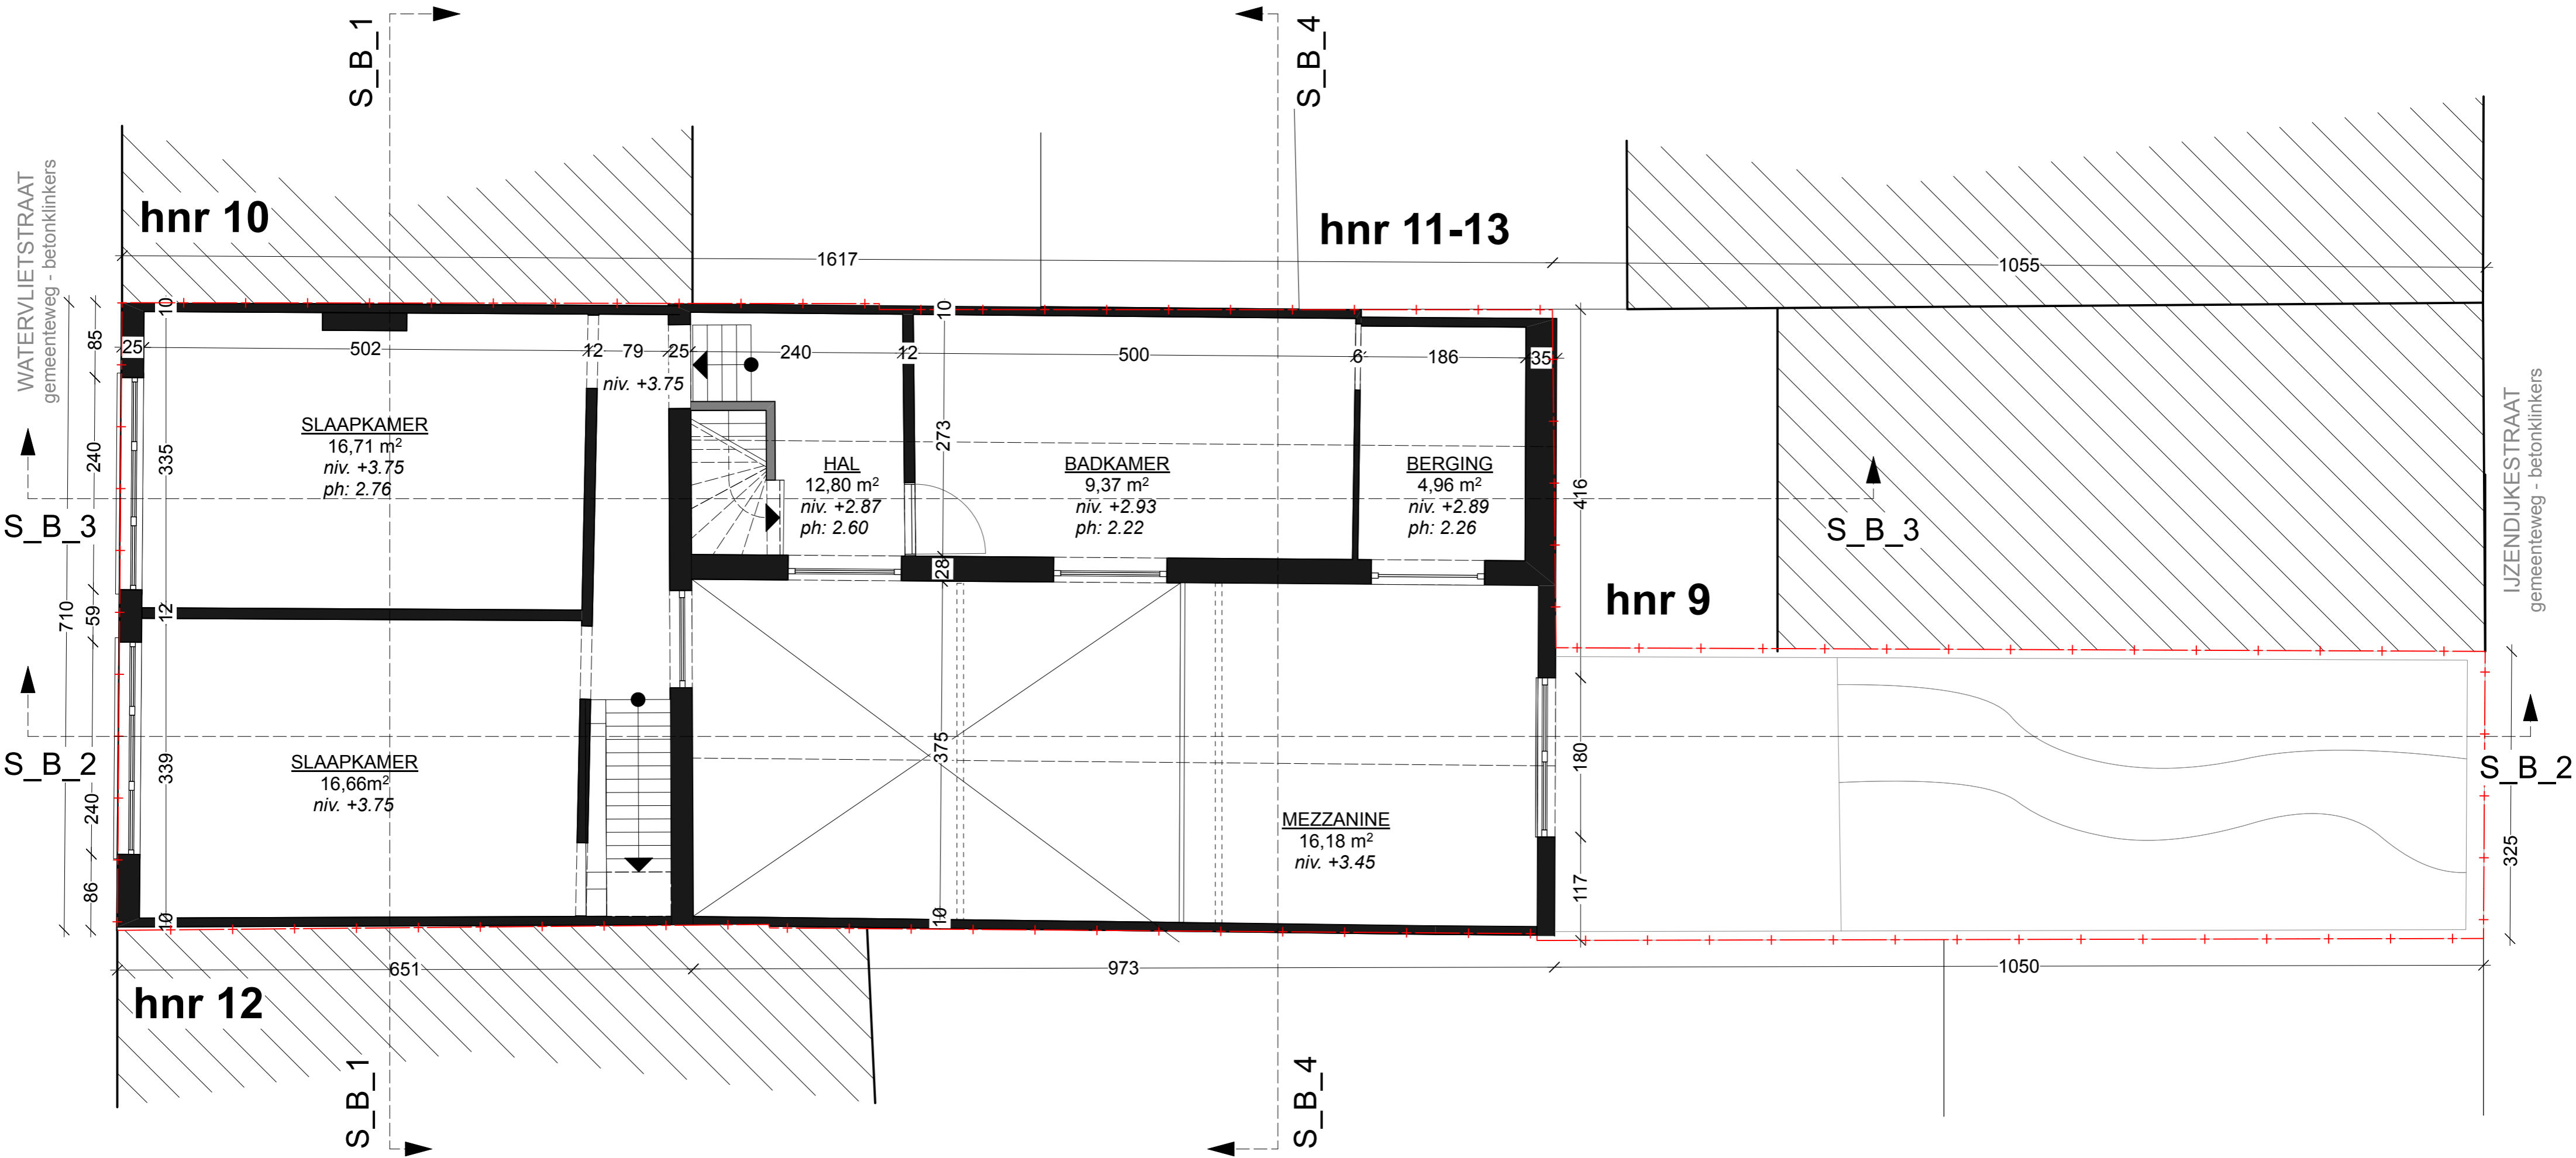 S_B_1
S_B_4
WATERVLIETSTRAAT
gemeenteweg - betonklinkers
hnr 10
hnr 11-13
1617
1055
10
10
85
25
502
12
79
25
240
12
500
6
186
35
niv. +3.75
SLAAPKAMER
16,71 m²
niv. +3.75
ph: 2.76
240
335
273
HAL
12,80 m²
niv. +2.87
ph: 2.60
BADKAMER
9,37 m²
niv. +2.93
ph: 2.22
BERGING
4,96 m²
niv. +2.89
ph: 2.26
416
S_B_3
S_B_3
IJZENDIJKESTRAAT
gemeenteweg - betonklinkers
28
710
59
12
hnr 9
S_B_2
339
SLAAPKAMER
16,66m²
niv. +3.75
240
375
180
S_B_2
MEZZANINE
16,18 m²
niv. +3.45
86
10
10
117
325
651
973
1050
hnr 12
S_B_1
S_B_4